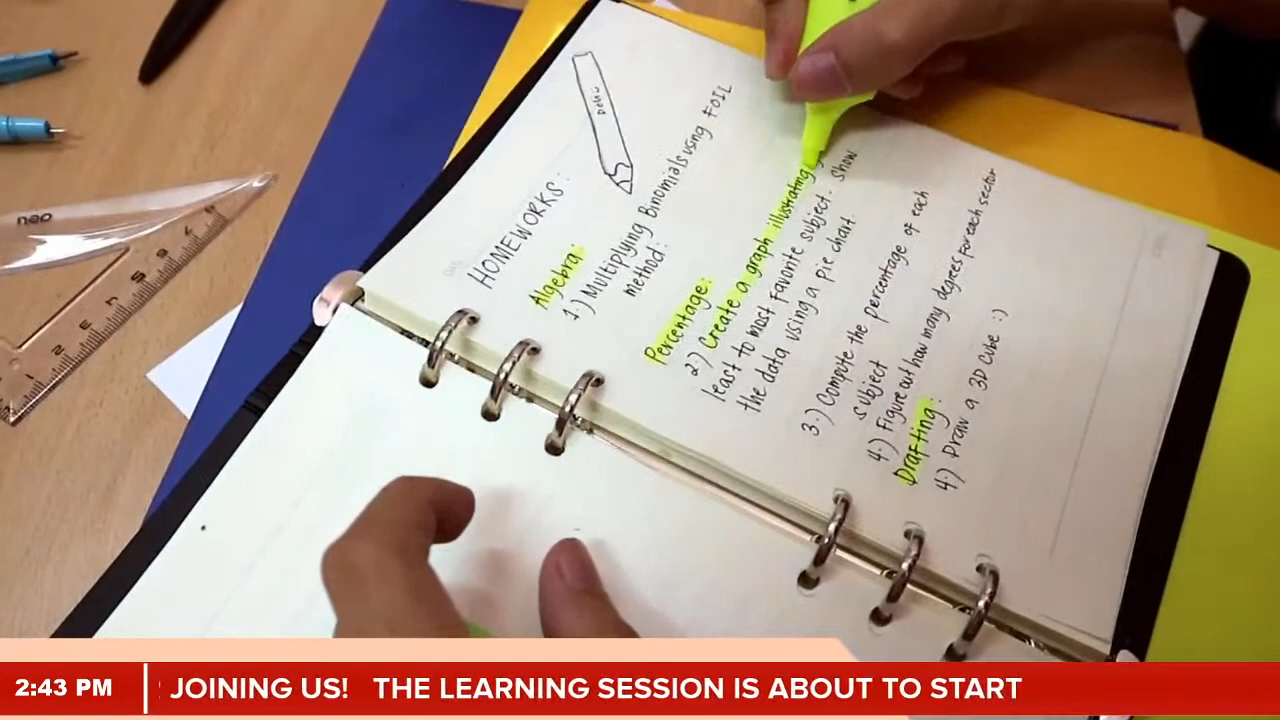 neo
HOMEWORKS:
Algebra:
1.) Multiplying Binomials using FOIL
method:
Percentage:
2.) Create a graph illustrating
least to most favorite subject. Show
the data using a pie chart
3.) Compute the percentage of each
subject
4.) Figure out how many degrees for each sector
Drafting:
4.) Draw a 3D Cube :)
2:43 PM
JOINING US! THE LEARNING SESSION IS ABOUT TO START